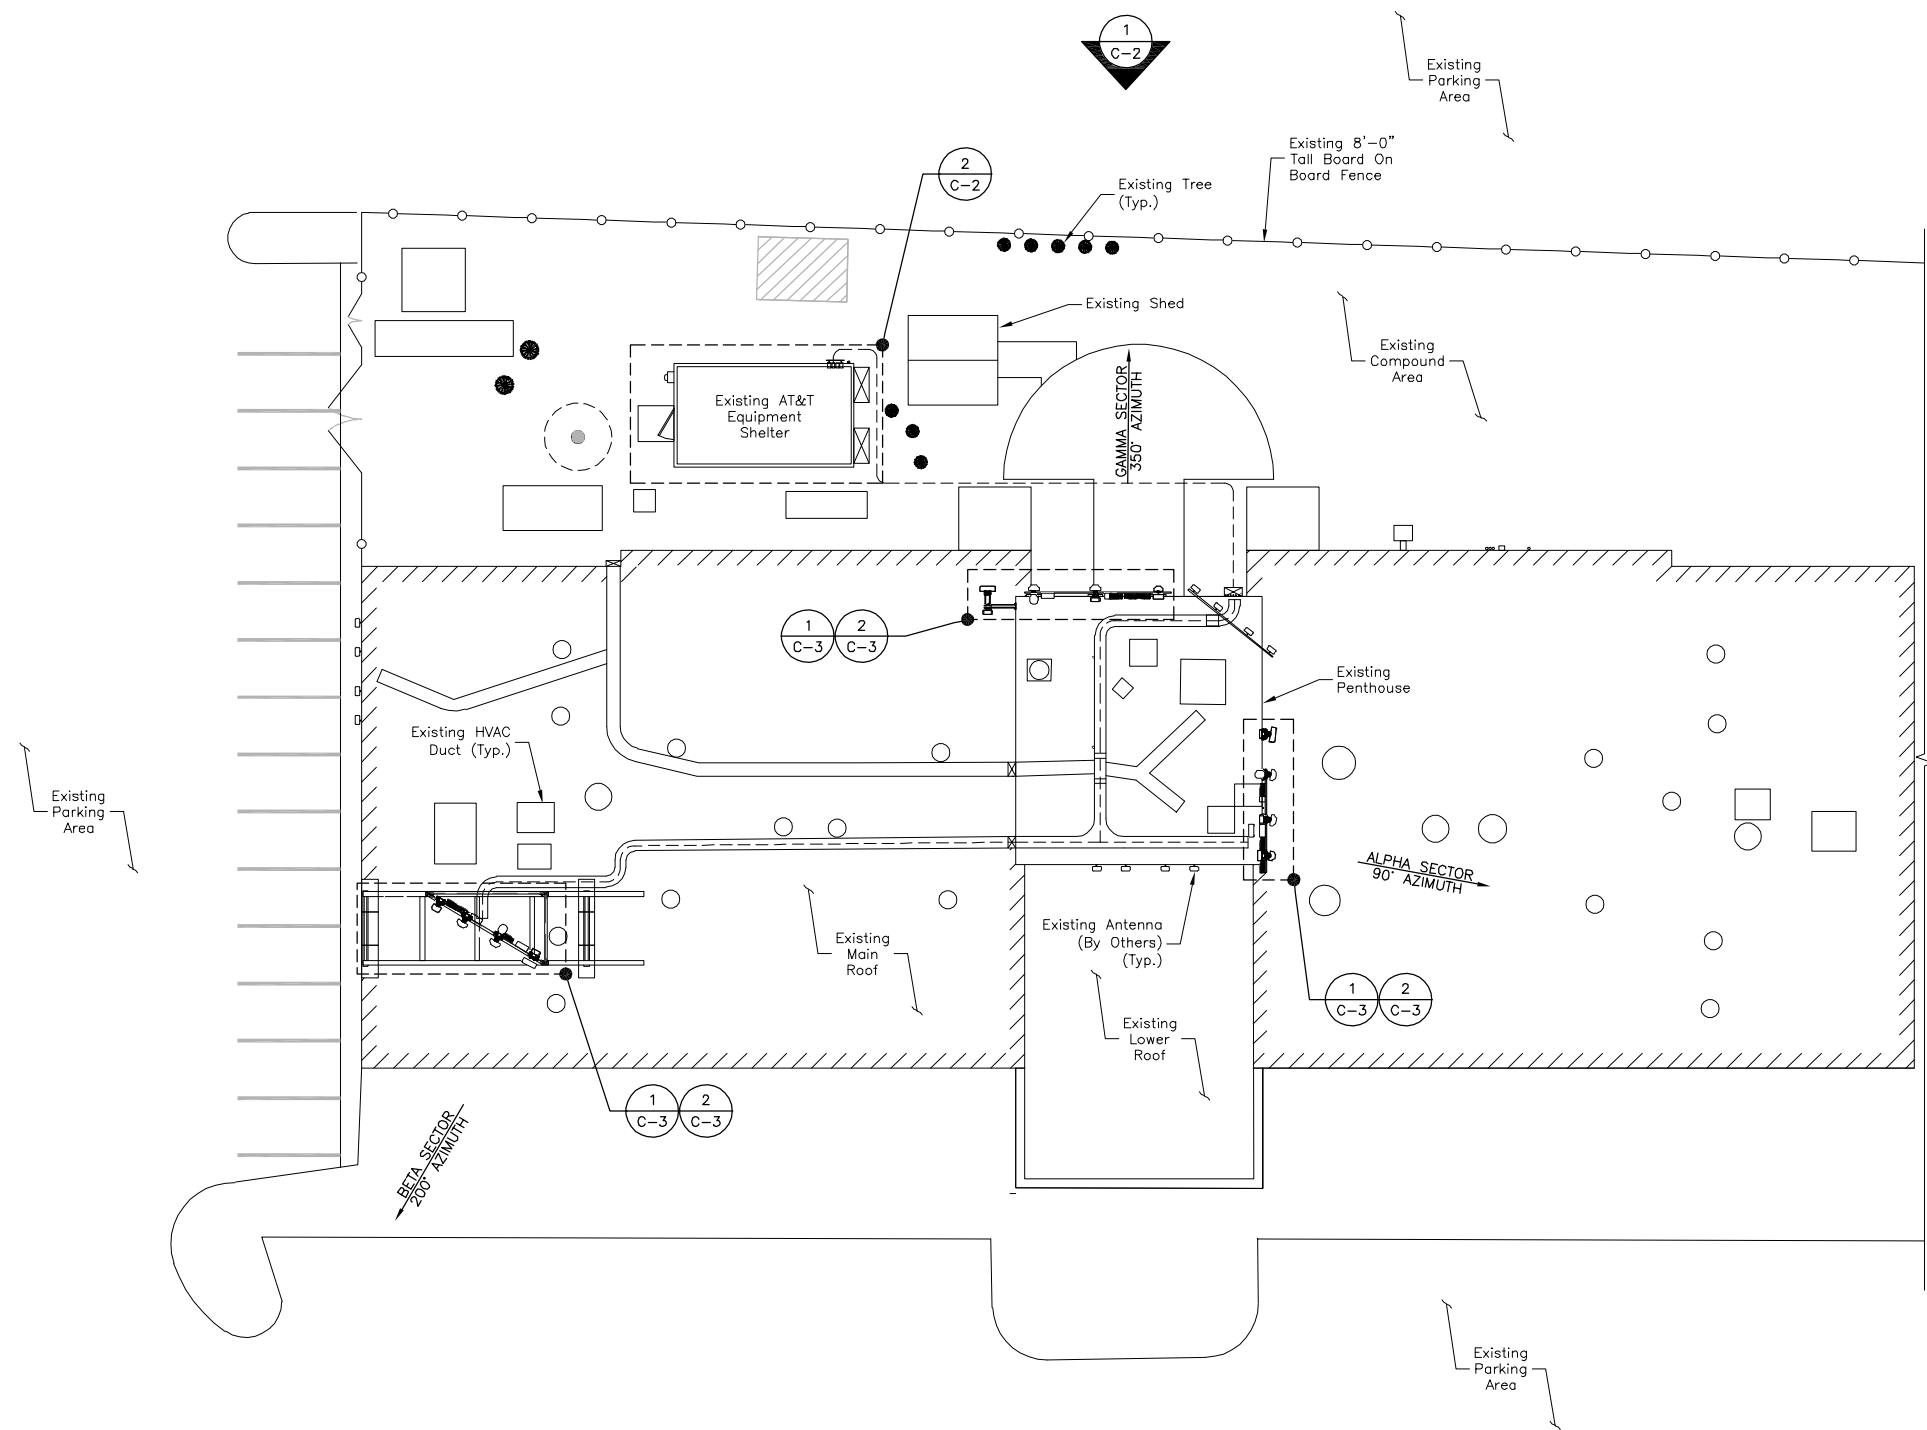 1
C-2
Existing
Parking
Area
Existing 8'-0"
Tall Board On
Board Fence
2
C-2
Existing Tree
(Typ.)
Existing Shed
Existing
Compound
Area
Existing AT&T
Equipment
Shelter
GAMMA SECTOR
350° AZIMUTH
1
C-3
2
C-3
Existing
Penthouse
Existing HVAC
Duct (Typ.)
Existing
Parking
Area
ALPHA SECTOR
90° AZIMUTH
Existing Antenna
(By Others)
(Typ.)
Existing
Main
Roof
1
C-3
2
C-3
Existing
Lower
Roof
1
C-3
2
C-3
BETA SECTOR
200° AZIMUTH
Existing
Parking
Area